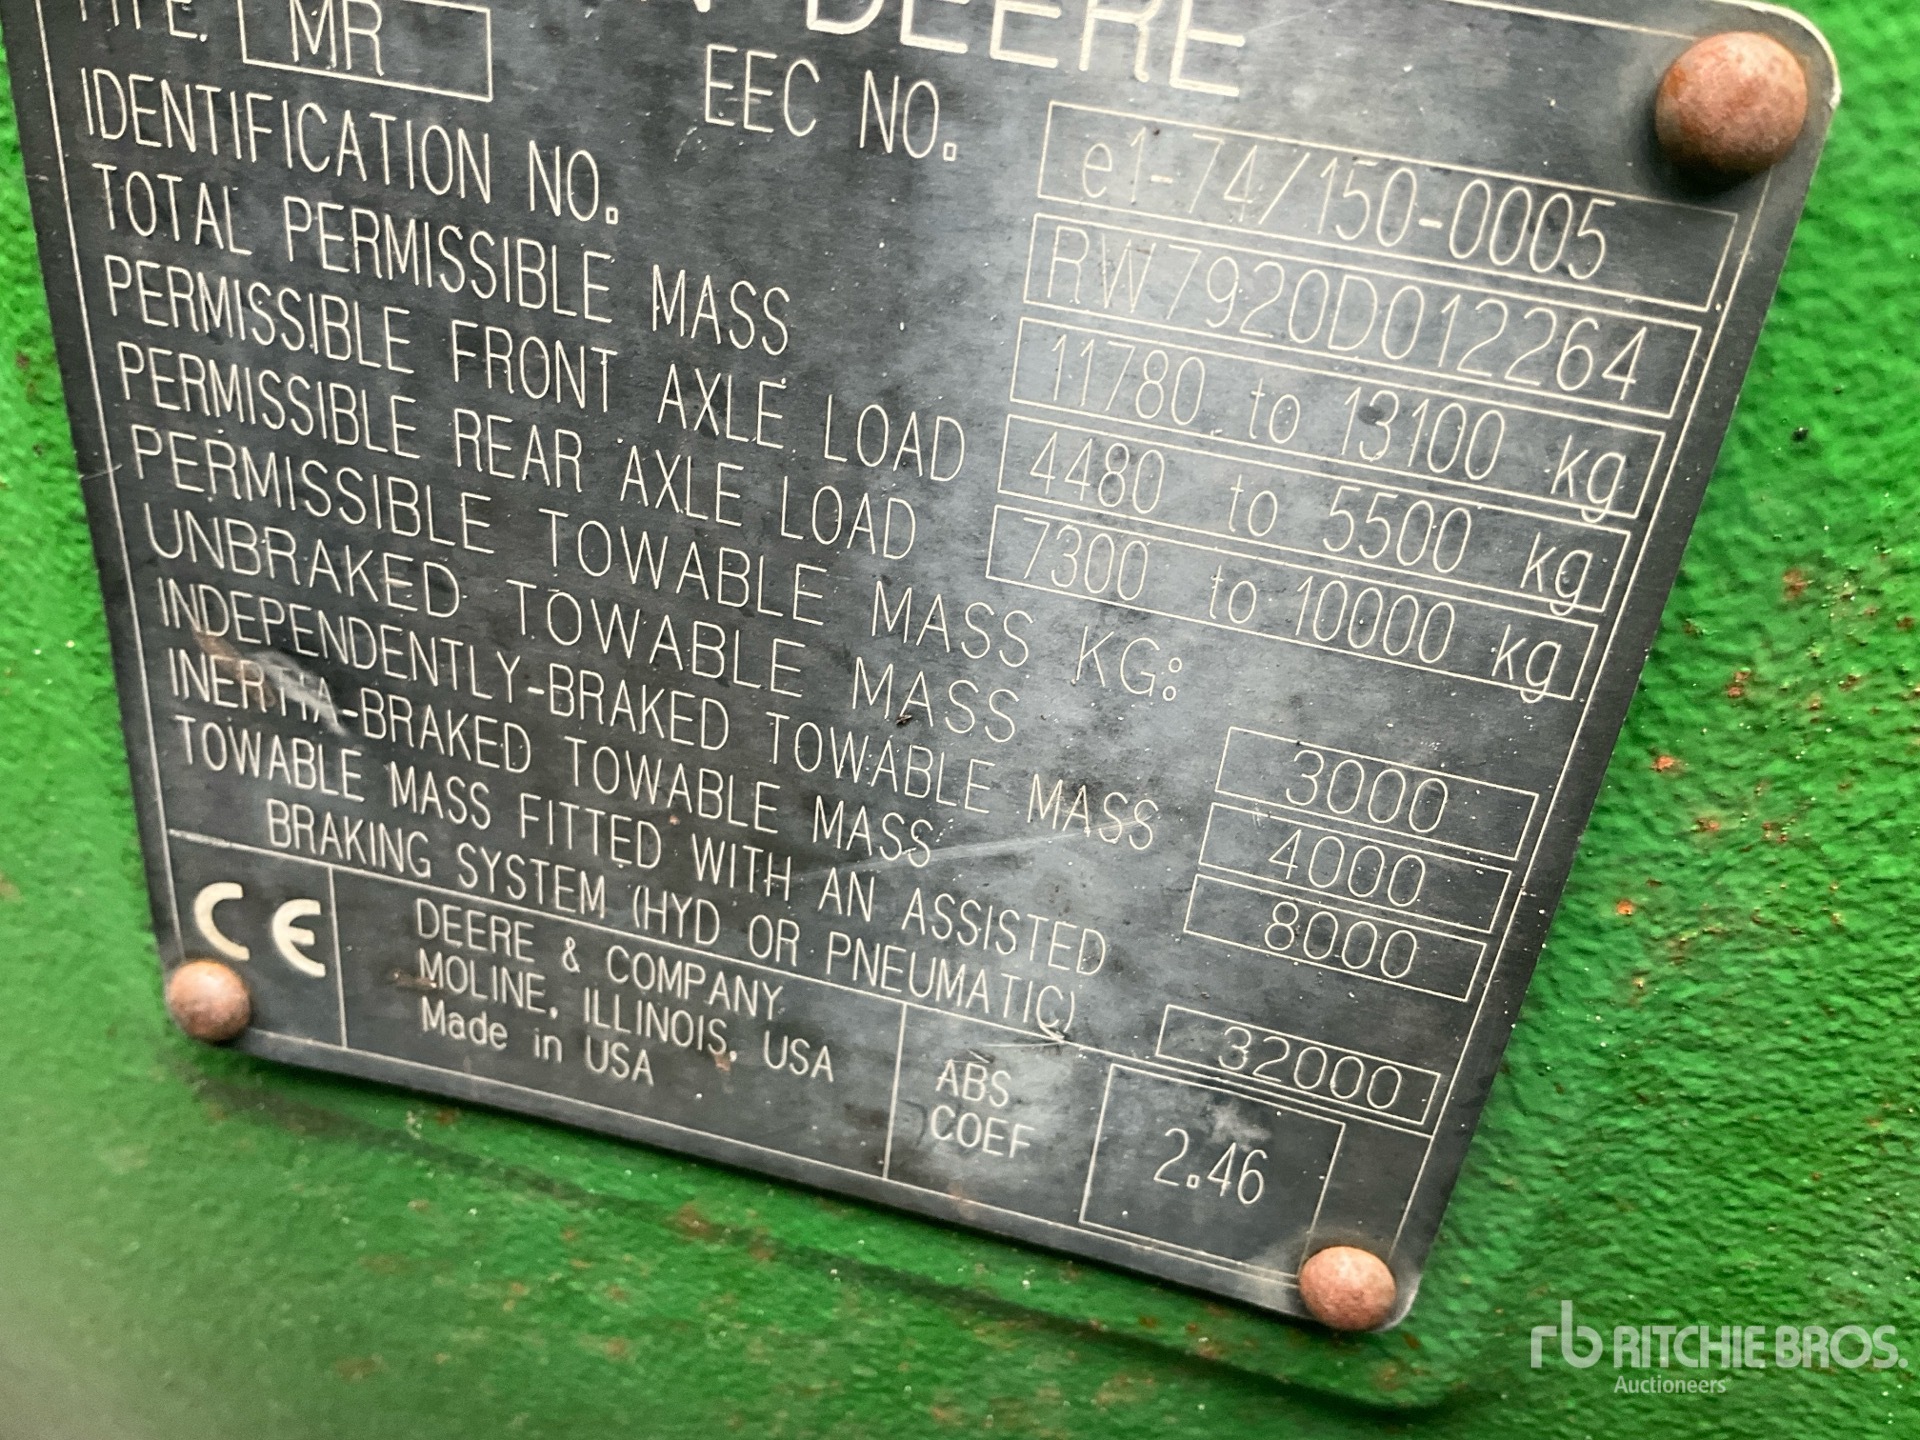 N DEERE
TYPE. MR
EEC NO. e1-74/150-0005
IDENTIFICATION NO. RW7920D012264
TOTAL PERMISSIBLE MASS 11780 to 13100 kg
PERMISSIBLE FRONT AXLE LOAD 4480 to 5500 kg
PERMISSIBLE REAR AXLE LOAD 7300 to 10000 kg
PERMISSIBLE TOWABLE MASS KG:
UNBRAKED TOWABLE MASS 3000
INDEPENDENTLY-BRAKED TOWABLE MASS 4000
INERTIA-BRAKED TOWABLE MASS 8000
TOWABLE MASS FITTED WITH AN ASSISTED
BRAKING SYSTEM (HYD OR PNEUMATIC) 32000
CE
DEERE & COMPANY
MOLINE, ILLINOIS, USA
Made in USA
ABS
COEF
2.46
rb RITCHIE BROS.
Auctioneers